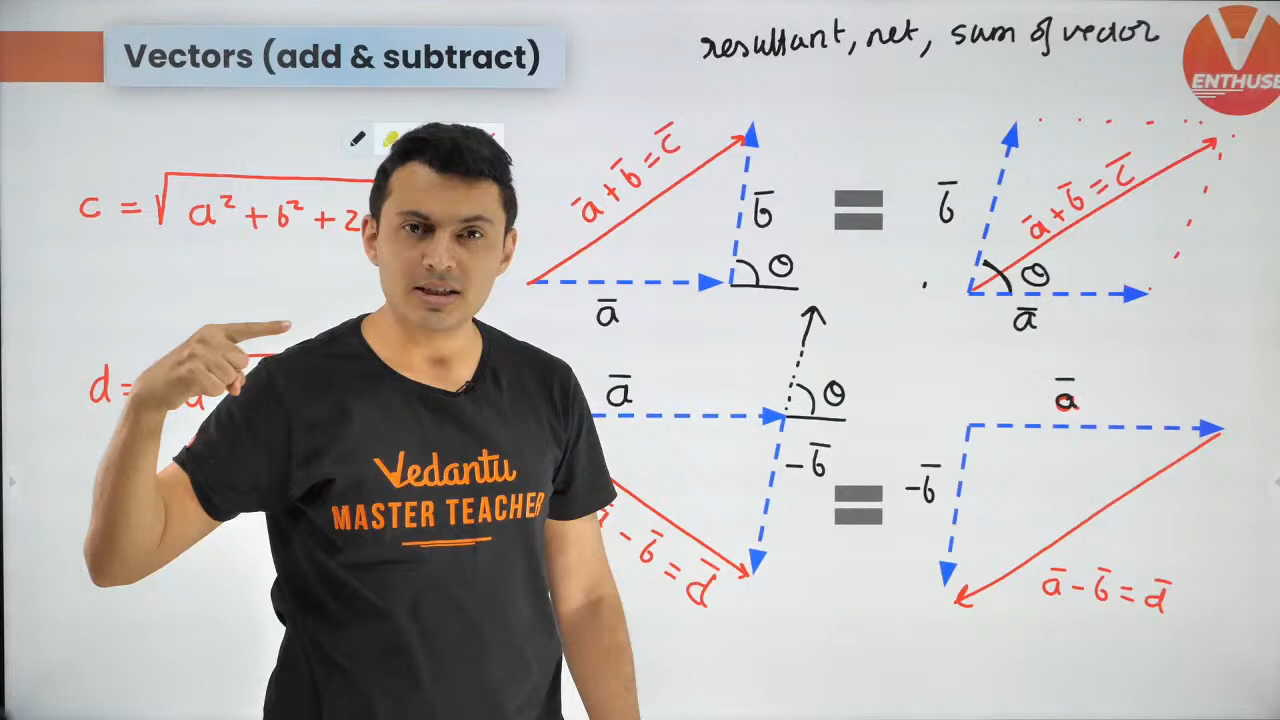 Vectors (add & subtract)
resultant, net, sum of vector
ENTHUSE
c = √a² + b² + 2
a̅ + b̅ = c̅
b̅
θ
a̅
=
b̅
a̅ + b̅ = c̅
θ
a̅
d =
a̅
θ
-b̅
- b̅ = d̅
=
a̅
-b̅
a̅ - b̅ = d̅
Vedantu
MASTER TEACHER